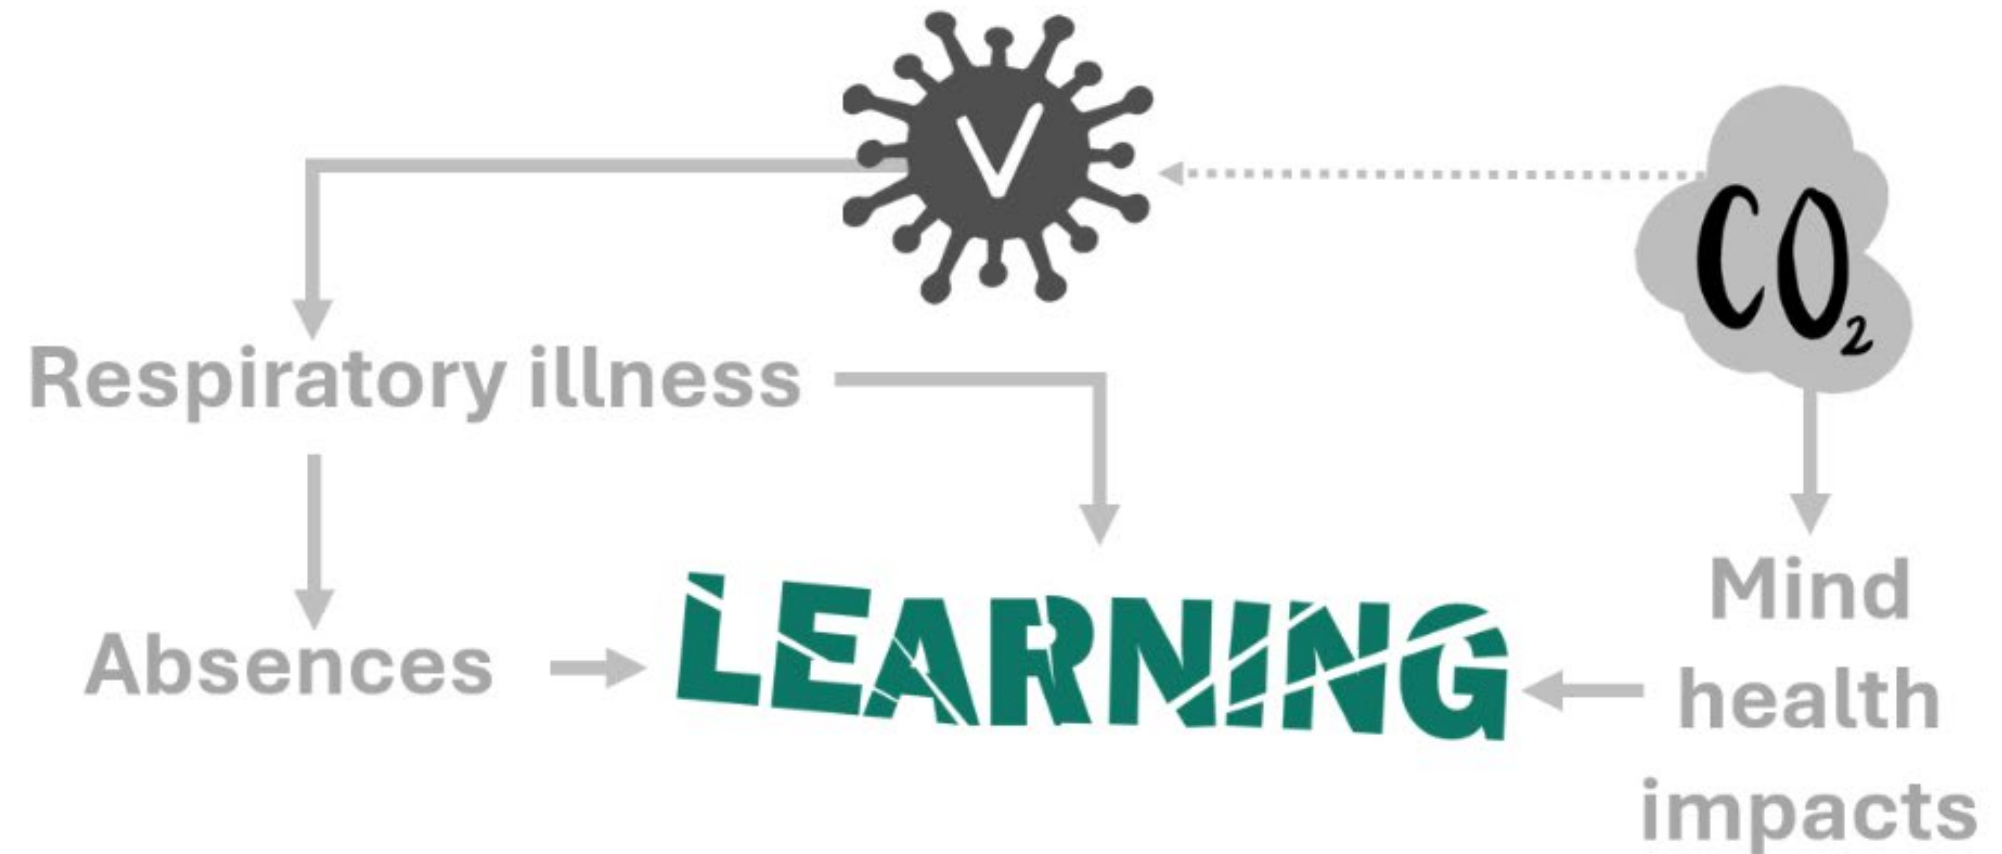 V
CO₂
Respiratory illness
Absences
LEARNING
Mind
health
impacts